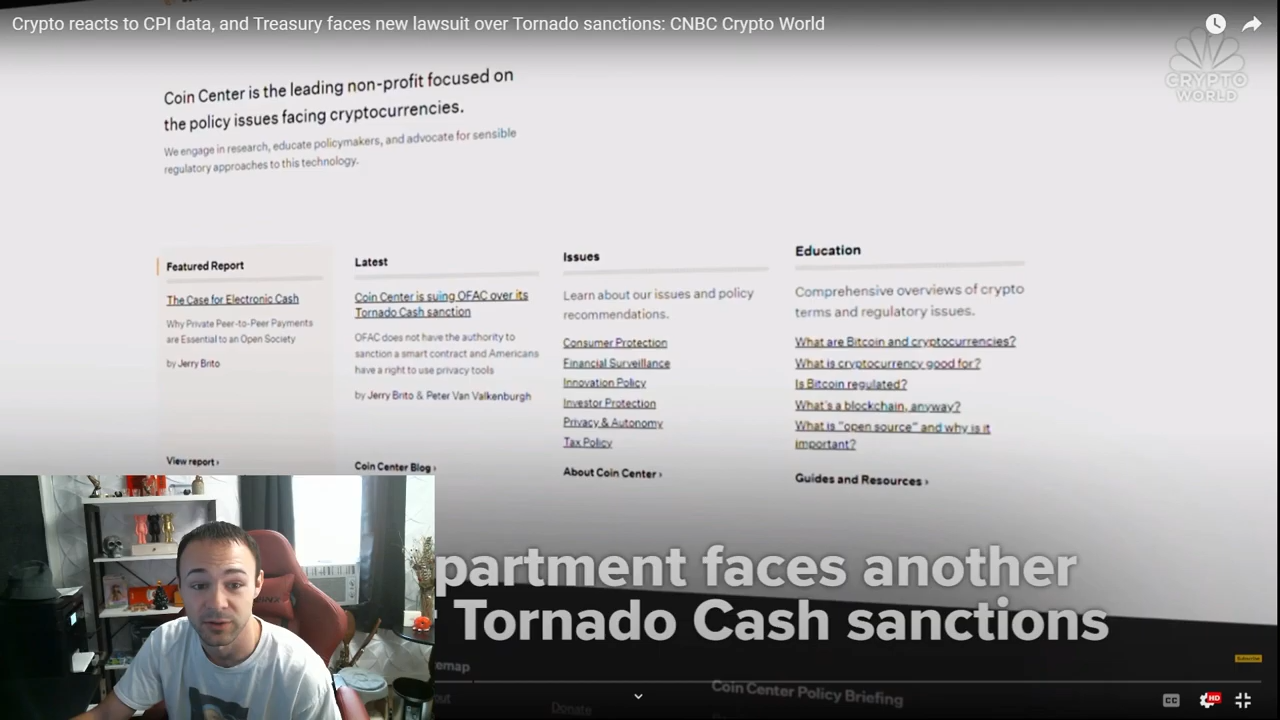 Crypto reacts to CPI data, and Treasury faces new lawsuit over Tornado sanctions: CNBC Crypto World
CRYPTO
WORLD
Coin Center is the leading non-profit focused on
the policy issues facing cryptocurrencies.
We engage in research, educate policymakers, and advocate for sensible
regulatory approaches to this technology.
Featured Report
The Case for Electronic Cash
Why Private Peer-to-Peer Payments
are Essential to an Open Society
by Jerry Brito
View report ›
Latest
Coin Center is suing OFAC over its
Tornado Cash sanction
OFAC does not have the authority to
sanction a smart contract and Americans
have a right to use privacy tools
by Jerry Brito & Peter Van Valkenburgh
Coin Center Blog ›
Issues
Learn about our issues and policy
recommendations.
Consumer Protection
Financial Surveillance
Innovation Policy
Investor Protection
Privacy & Autonomy
Tax Policy
About Coin Center ›
Education
Comprehensive overviews of crypto
terms and regulatory issues.
What are Bitcoin and cryptocurrencies?
What is cryptocurrency good for?
Is Bitcoin regulated?
What's a blockchain, anyway?
What is "open source" and why is it
important?
Guides and Resources ›
partment faces another
Tornado Cash sanctions
Subscribe
emap
out
Donate
Coin Center Policy Briefing
CC
HD